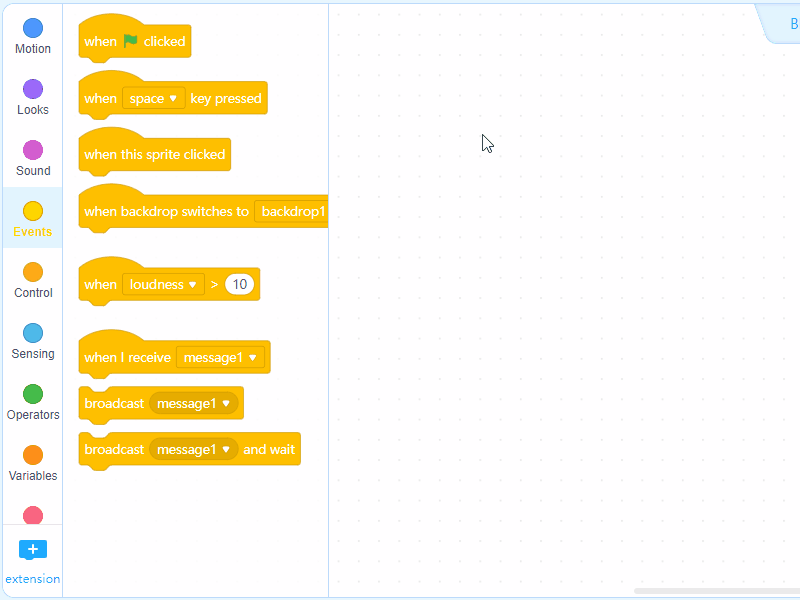 Motion
Looks
Sound
Events
Control
Sensing
Operators
Variables
+
extension
when clicked
when space ▼ key pressed
when this sprite clicked
when backdrop switches to backdrop1
when loudness ▼ > 10
when I receive message1 ▼
broadcast message1 ▼
broadcast message1 ▼ and wait
B